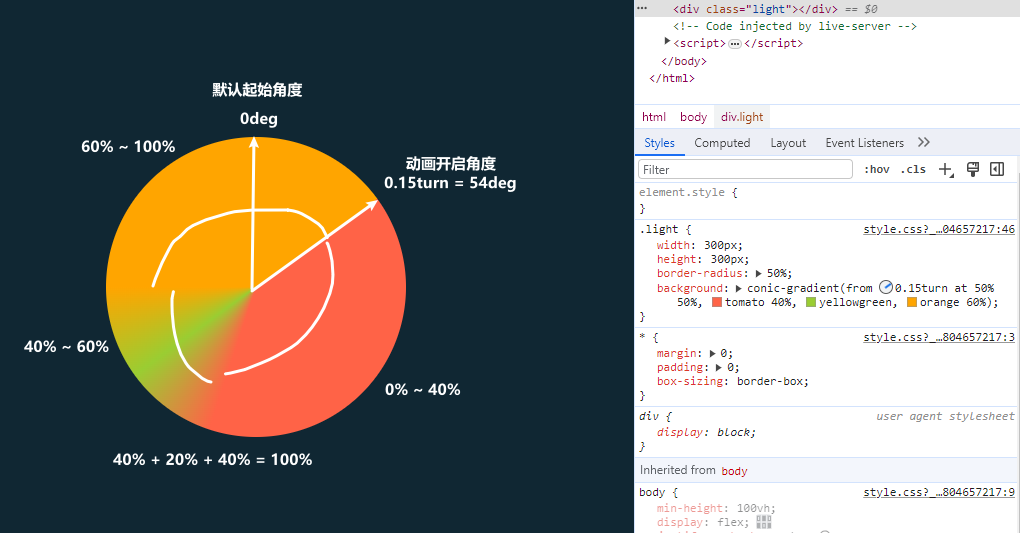 默认起始角度
0deg
60% ~ 100%
动画开启角度
0.15turn = 54deg
40% ~ 60%
0% ~ 40%
40% + 20% + 40% = 100%
<div class="light"></div> == $0
<!-- Code injected by live-server -->
<script>…</script>
</body>
</html>
html body div.light
Styles Computed Layout Event Listeners
Filter :hov .cls
element.style {
}
.light { style.css?_…04657217:46
width: 300px;
height: 300px;
border-radius: 50%;
background: conic-gradient(from 0.15turn at 50%
50%, tomato 40%, yellowgreen, orange 60%);
}
* { style.css?_…804657217:3
margin: 0;
padding: 0;
box-sizing: border-box;
}
div { user agent stylesheet
display: block;
}
Inherited from body
body { style.css?_…804657217:9
min-height: 100vh;
display: flex;